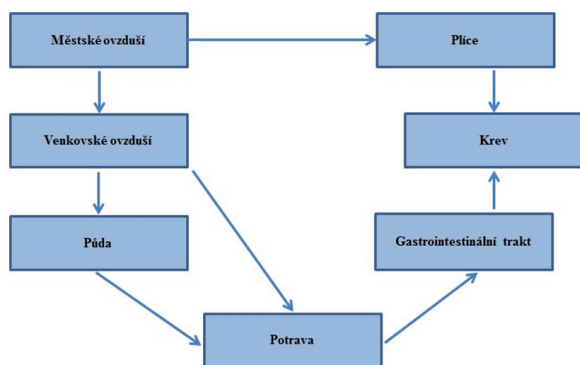 Městské ovzduší
Plíce
Venkovské ovzduší
Krev
Půda
Gastrointestinální trakt
Potrava